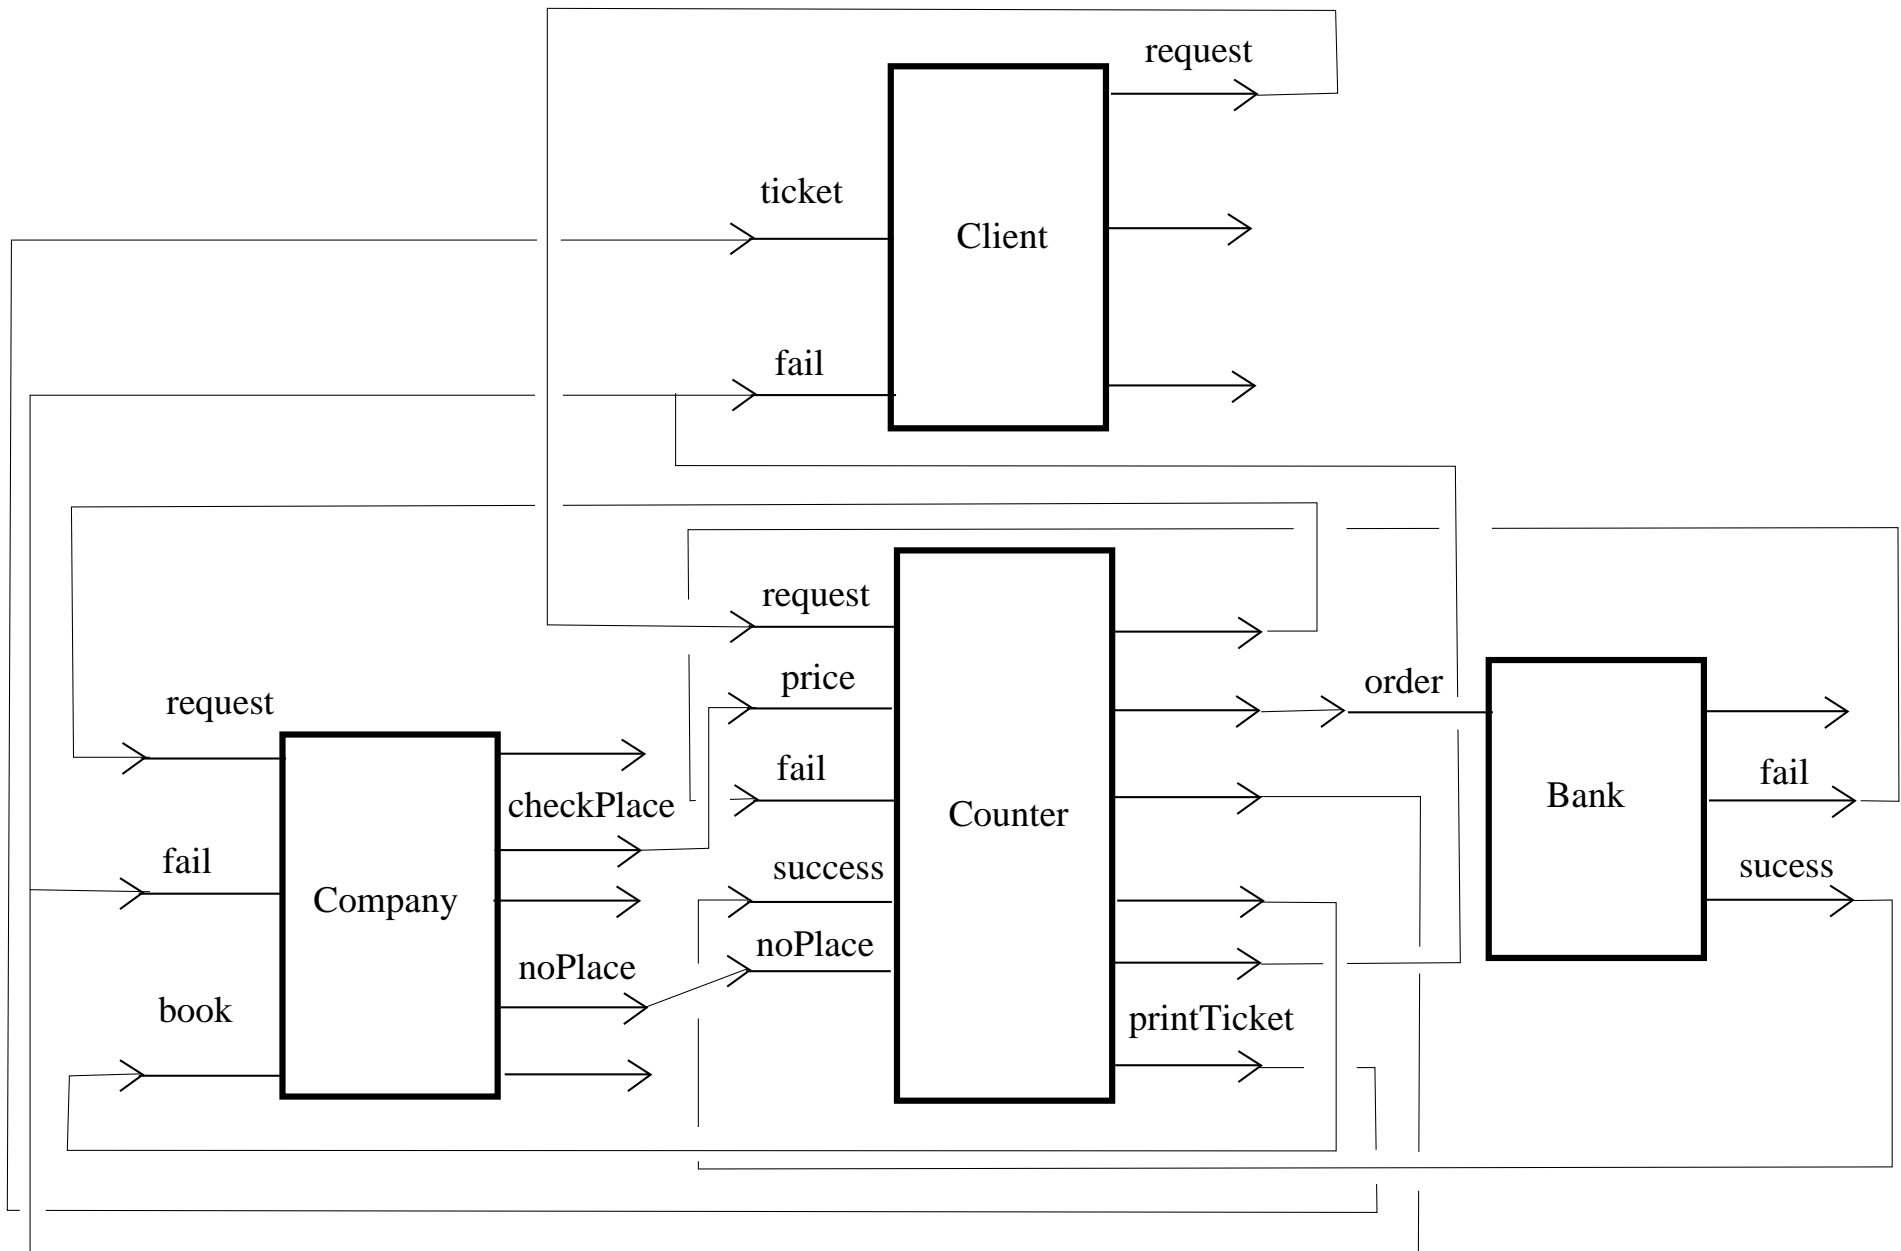 request
ticket
Client
fail
request
price
order
request
fail
fail
Bank
checkPlace
Counter
fail
success
sucess
Company
noPlace
noPlace
book
printTicket